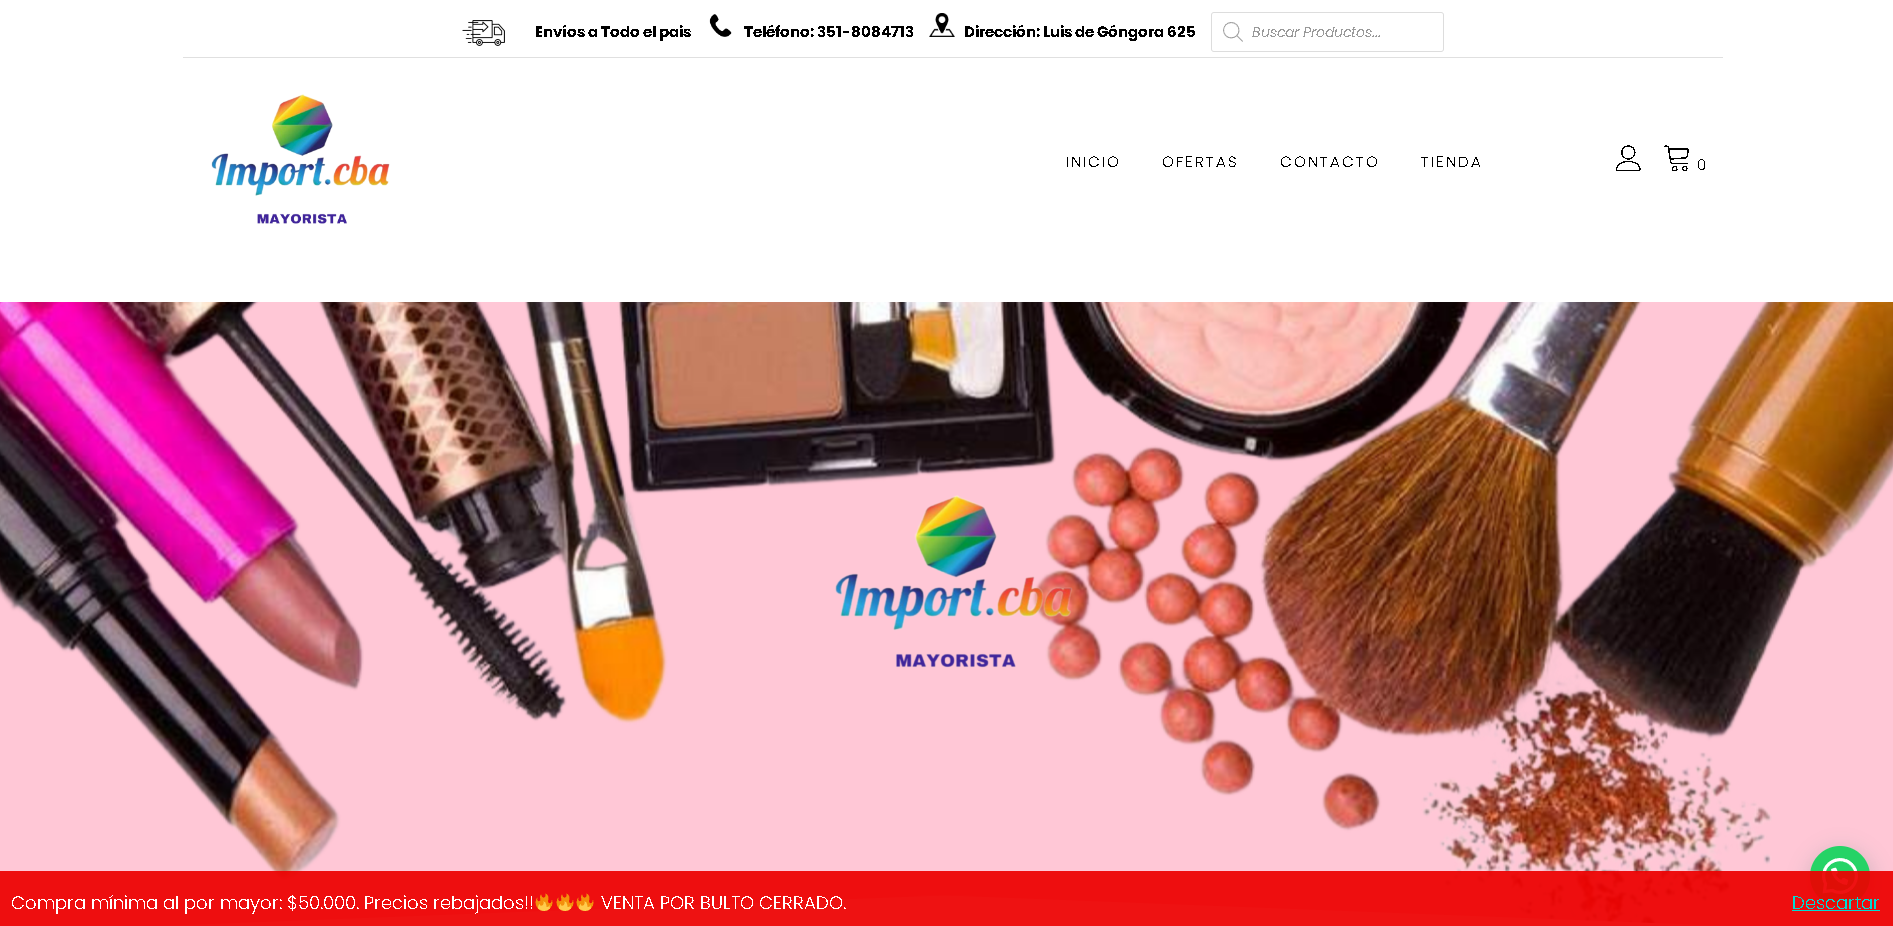 Envíos a Todo el pais
Teléfono: 351-8084713
Dirección: Luis de Góngora 625
Buscar Productos...
Import.cba
MAYORISTA
INICIO
OFERTAS
CONTACTO
TIENDA
0
Import.cba
MAYORISTA
Compra mínima al por mayor: $50.000. Precios rebajados!!🔥🔥🔥 VENTA POR BULTO CERRADO.
Descartar